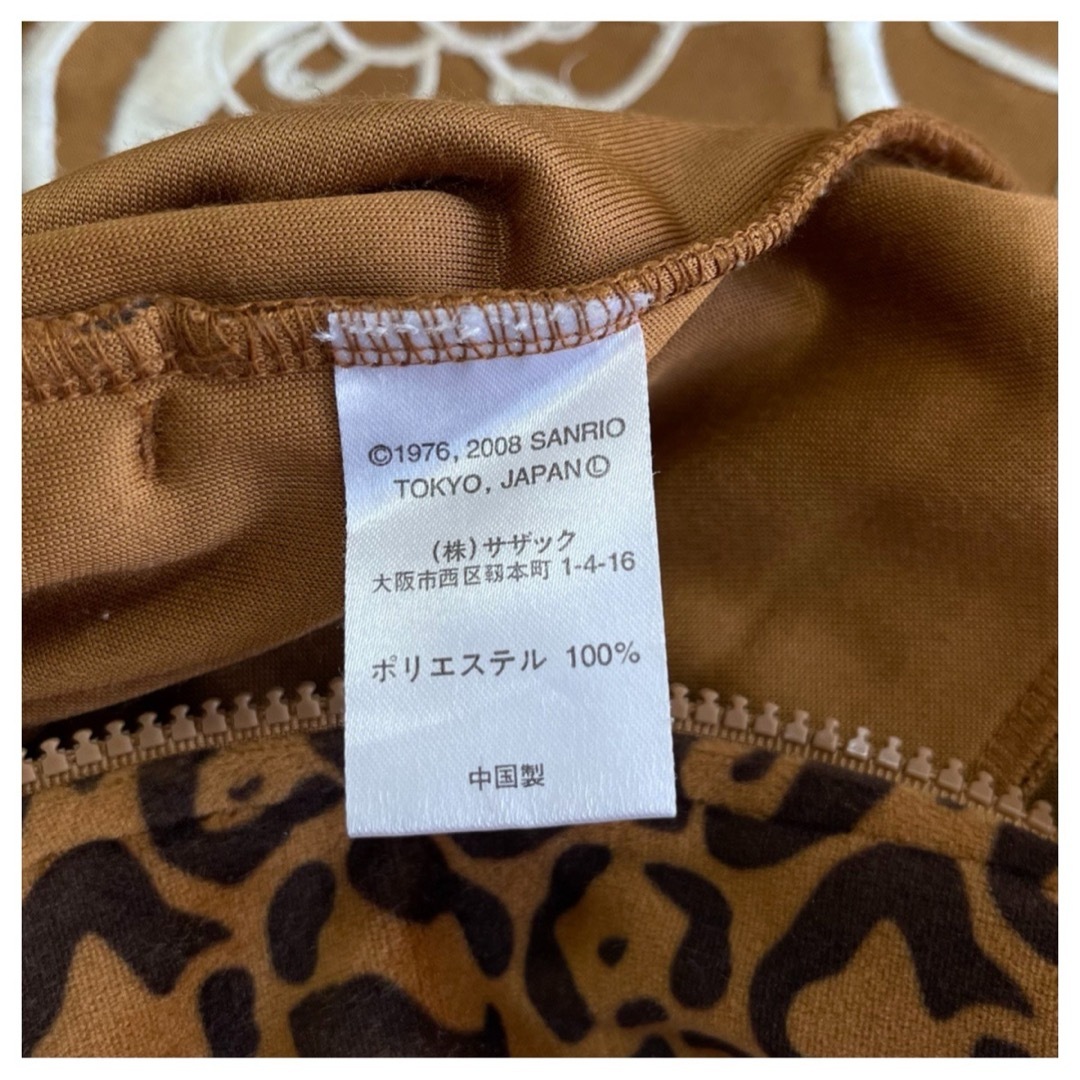 ©1976, 2008 SANRIO
TOKYO, JAPANⓁ
(株)サザック
大阪市西区靱本町 1-4-16
ポリエステル 100%
中国製